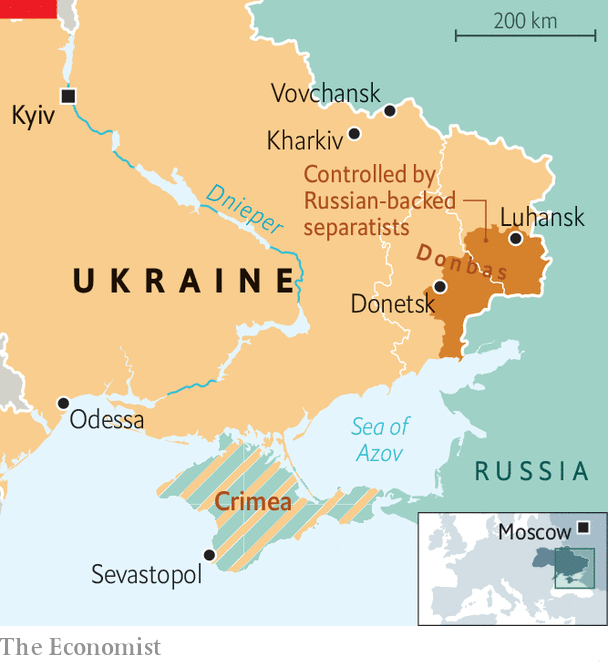 200 km
Vovchansk
Kyiv
Kharkiv
Controlled by
Russian-backed
separatists
Dnieper
Luhansk
Donbas
UKRAINE
Donetsk
Odessa
Sea of
Azov
RUSSIA
Crimea
Moscow
Sevastopol
The Economist